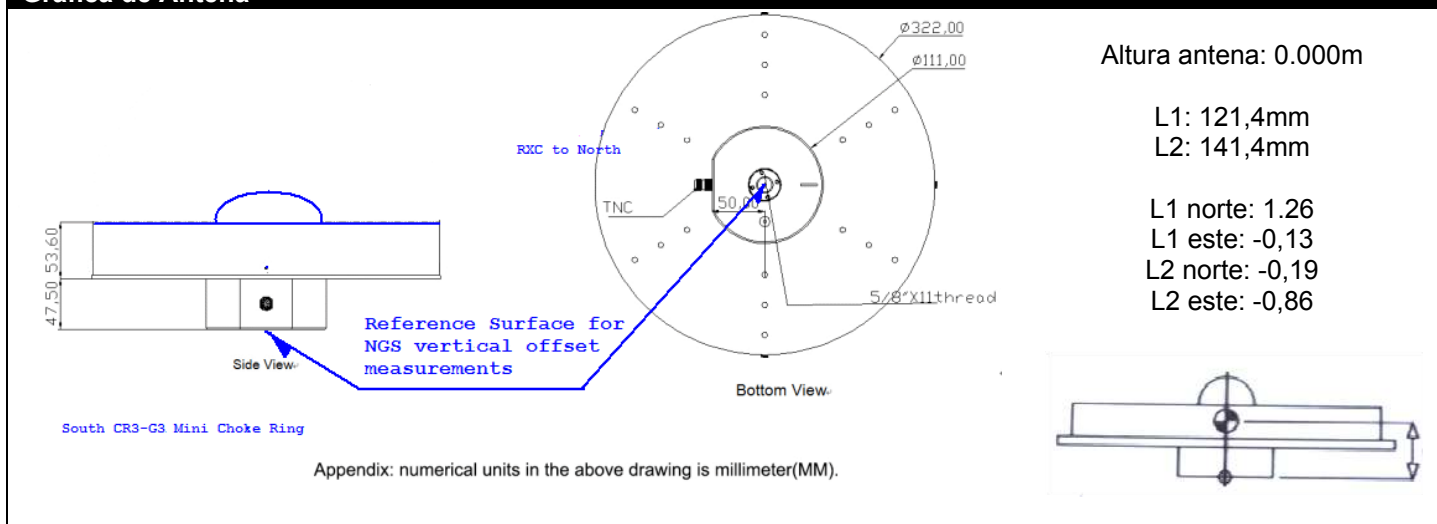 Gráfica de Antena
ø322,00
ø111,00
RXC to North
TNC
50,00
5/8"X11thread
53,60
47,50
Reference Surface for
NGS vertical offset
measurements
Side View
Bottom View
South CR3-G3 Mini Choke Ring
Appendix: numerical units in the above drawing is millimeter(MM).
Altura antena: 0.000m
L1: 121,4mm
L2: 141,4mm
L1 norte: 1.26
L1 este: -0,13
L2 norte: -0,19
L2 este: -0,86